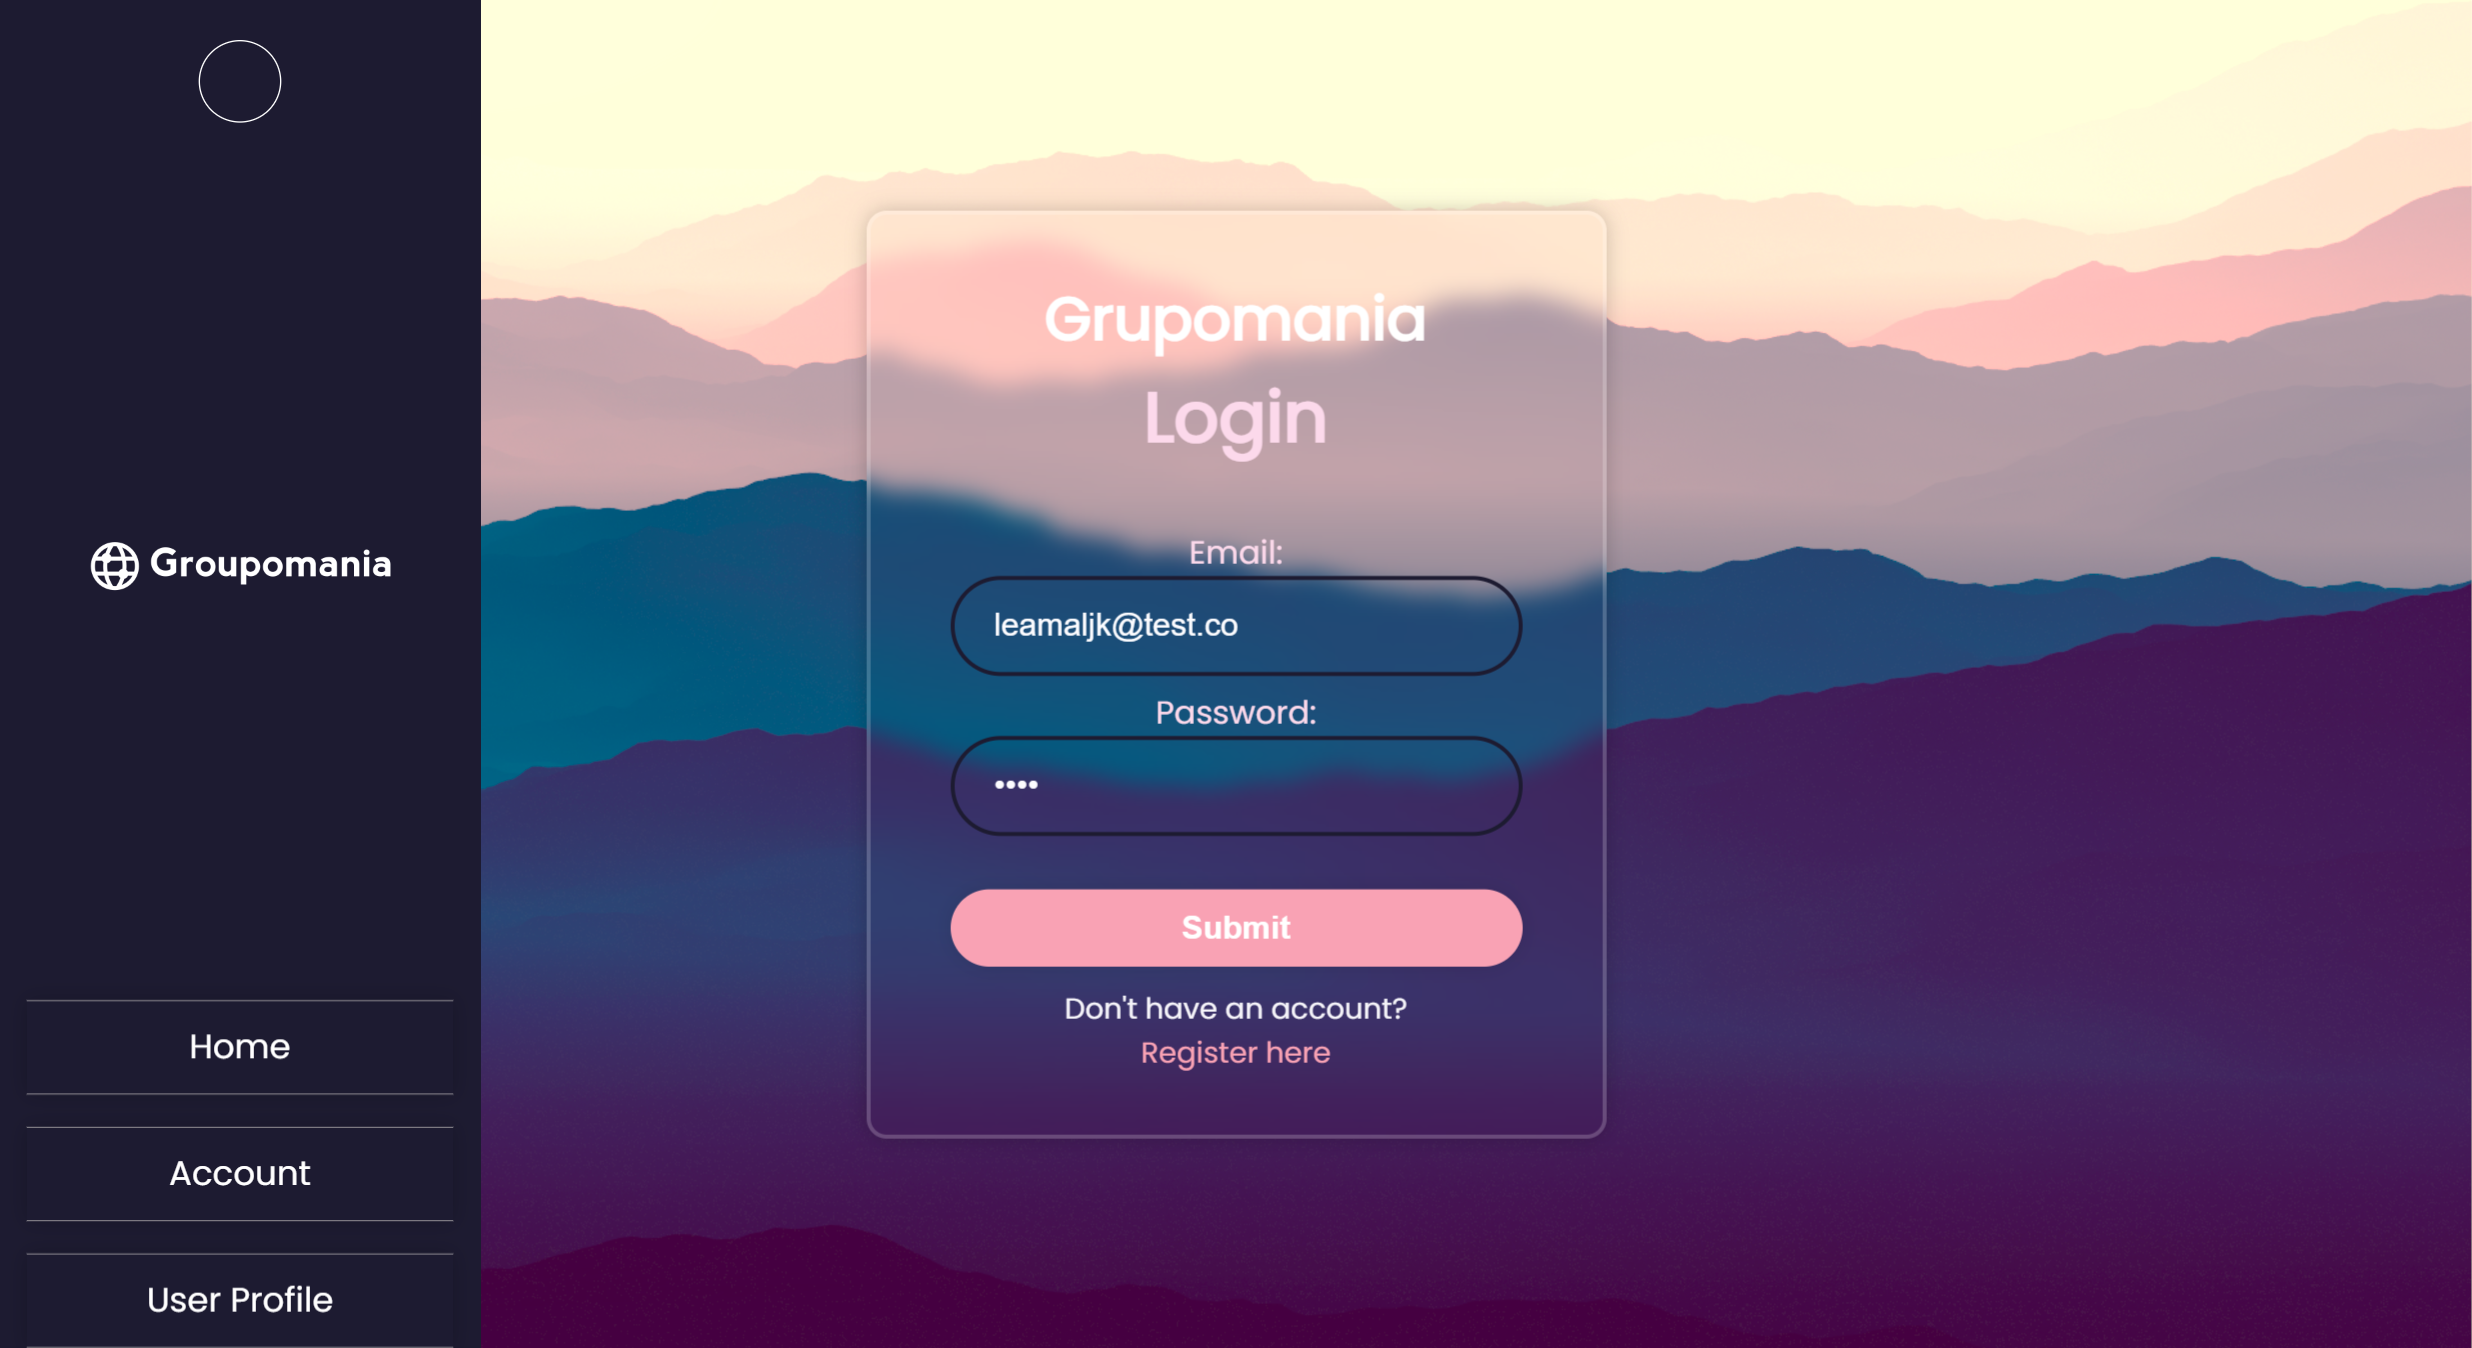 Groupomania
Home
Account
User Profile
Grupomania
Login
Email:
leamaljk@test.co
Password:
••••
Submit
Don't have an account?
Register here